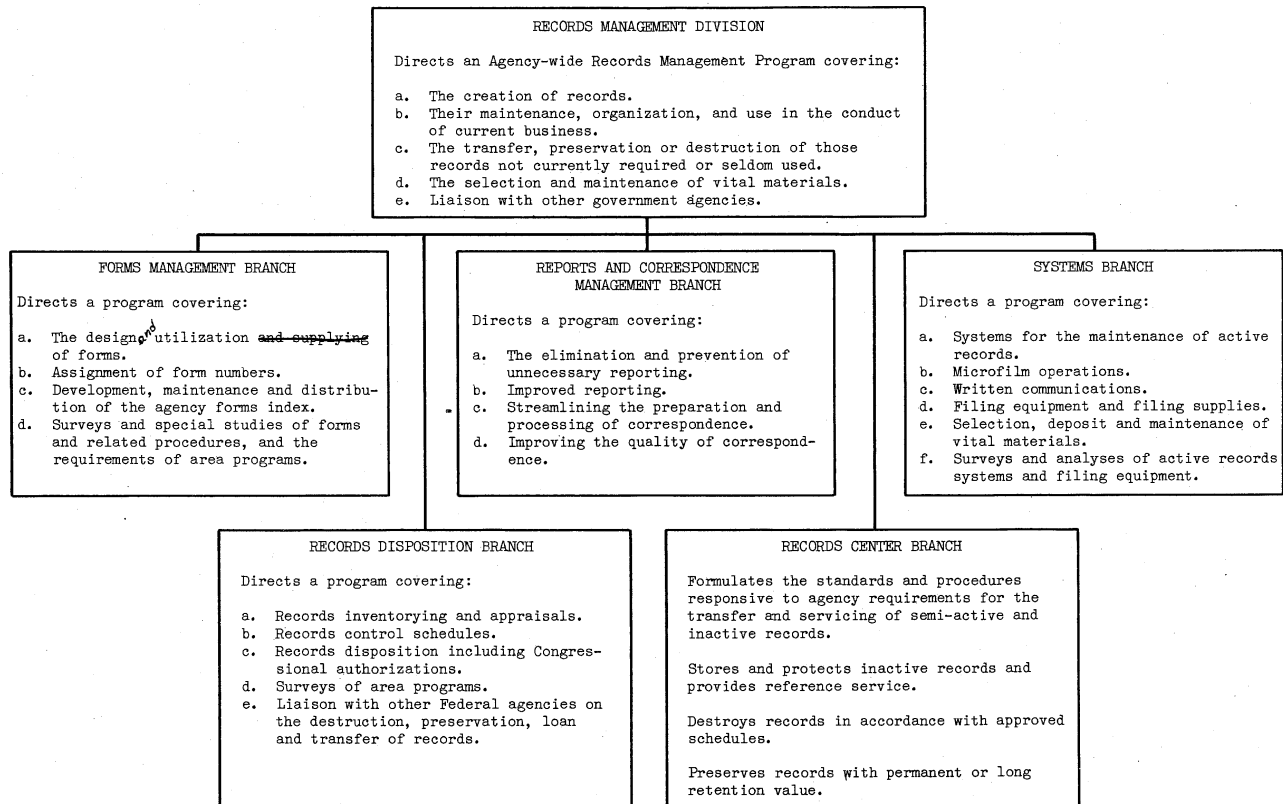 RECORDS MANAGEMENT DIVISION
Directs an Agency-wide Records Management Program covering:
a. The creation of records.
b. Their maintenance, organization, and use in the conduct
of current business.
c. The transfer, preservation or destruction of those
records not currently required or seldom used.
d. The selection and maintenance of vital materials.
e. Liaison with other government agencies.
FORMS MANAGEMENT BRANCH
Directs a program covering:
a. The design and utilization and supplying
of forms.
b. Assignment of form numbers.
c. Development, maintenance and distribu-
tion of the agency forms index.
d. Surveys and special studies of forms
and related procedures, and the
requirements of area programs.
REPORTS AND CORRESPONDENCE
MANAGEMENT BRANCH
Directs a program covering:
a. The elimination and prevention of
unnecessary reporting.
b. Improved reporting.
c. Streamlining the preparation and
processing of correspondence.
d. Improving the quality of correspond-
ence.
SYSTEMS BRANCH
Directs a program covering:
a. Systems for the maintenance of active
records.
b. Microfilm operations.
c. Written communications.
d. Filing equipment and filing supplies.
e. Selection, deposit and maintenance of
vital materials.
f. Surveys and analyses of active records
systems and filing equipment.
RECORDS DISPOSITION BRANCH
Directs a program covering:
a. Records inventorying and appraisals.
b. Records control schedules.
c. Records disposition including Congres-
sional authorizations.
d. Surveys of area programs.
e. Liaison with other Federal agencies on
the destruction, preservation, loan
and transfer of records.
RECORDS CENTER BRANCH
Formulates the standards and procedures
responsive to agency requirements for the
transfer and servicing of semi-active and
inactive records.
Stores and protects inactive records and
provides reference service.
Destroys records in accordance with approved
schedules.
Preserves records with permanent or long
retention value.